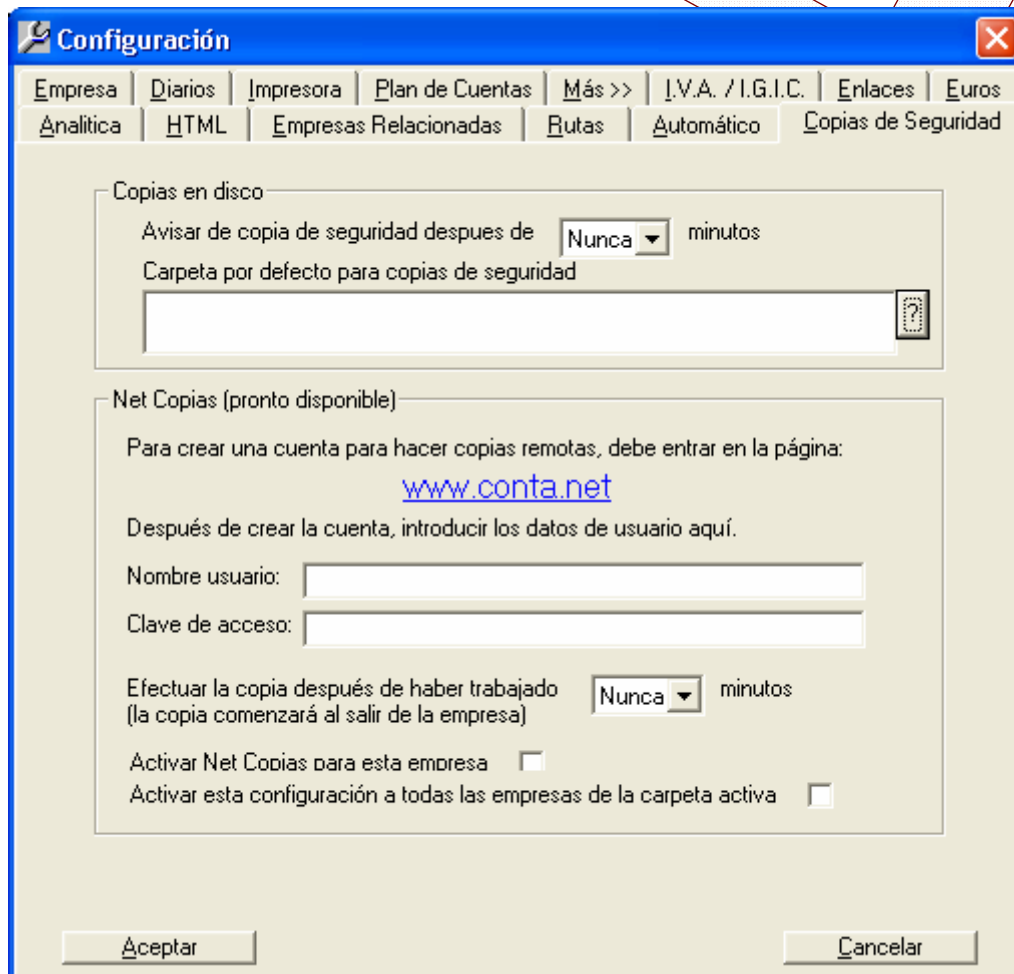 Configuración
Empresa Diarios Impresora Plan de Cuentas Más >> I.V.A. / I.G.I.C. Enlaces Euros
Analitica HTML Empresas Relacionadas Rutas Automático Copias de Seguridad
Copias en disco
Avisar de copia de seguridad despues de Nunca minutos
Carpeta por defecto para copias de seguridad
?
Net Copias (pronto disponible)
Para crear una cuenta para hacer copias remotas, debe entrar en la página:
www.conta.net
Después de crear la cuenta, introducir los datos de usuario aquí.
Nombre usuario:
Clave de acceso:
Efectuar la copia después de haber trabajado Nunca minutos
(la copia comenzará al salir de la empresa)
Activar Net Copias para esta empresa
Activar esta configuración a todas las empresas de la carpeta activa
Aceptar Cancelar